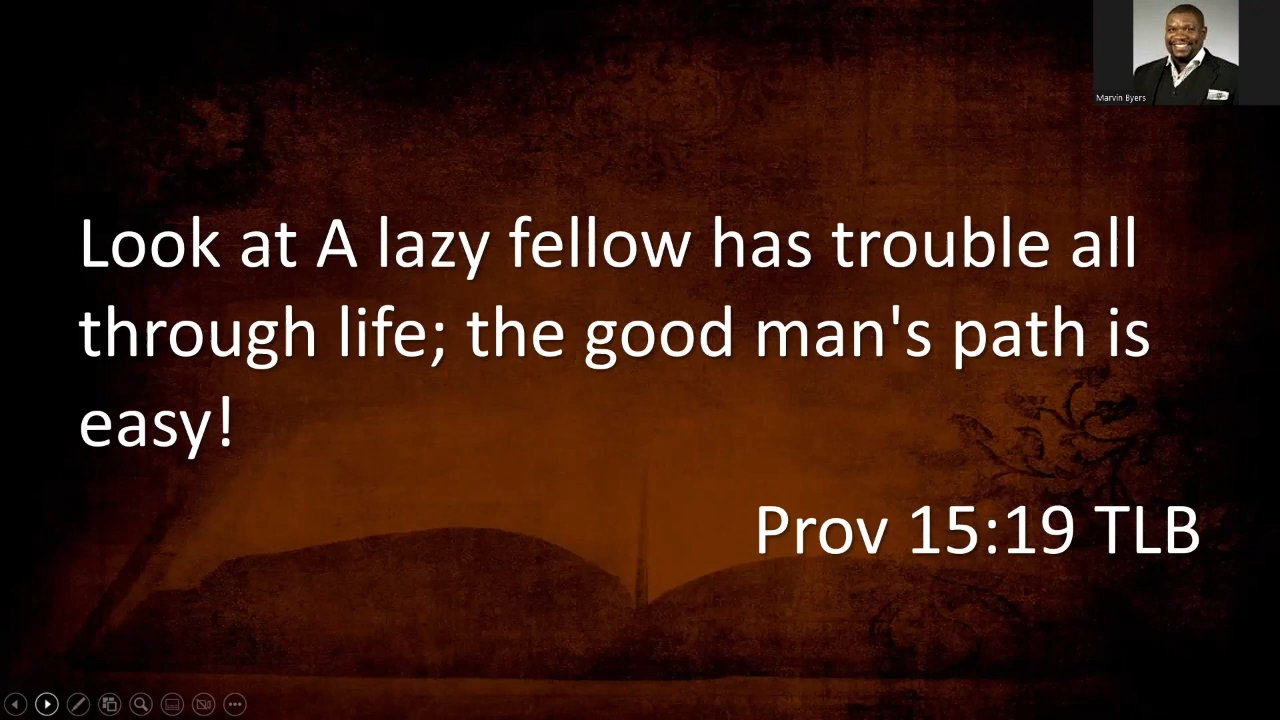 Marvin Byers
Look at A lazy fellow has trouble all
through life; the good man's path is
easy!
Prov 15:19 TLB